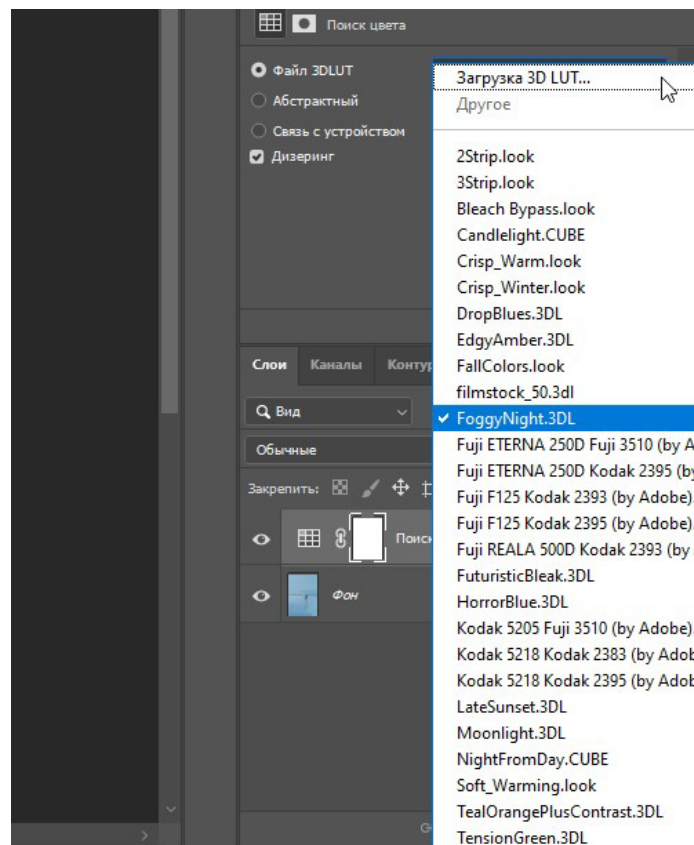 Поиск цвета
Файл 3DLUT
Абстрактный
Связь с устройством
Дизеринг
Загрузка 3D LUT...
Другое
2Strip.look
3Strip.look
Bleach Bypass.look
Candlelight.CUBE
Crisp_Warm.look
Crisp_Winter.look
DropBlues.3DL
EdgyAmber.3DL
FallColors.look
filmstock_50.3dl
FoggyNight.3DL
Fuji ETERNA 250D Fuji 3510 (by A
Fuji ETERNA 250D Kodak 2395 (by
Fuji F125 Kodak 2393 (by Adobe).
Fuji F125 Kodak 2395 (by Adobe).
Fuji REALA 500D Kodak 2393 (by
FuturisticBleak.3DL
HorrorBlue.3DL
Kodak 5205 Fuji 3510 (by Adobe).
Kodak 5218 Kodak 2383 (by Adob
Kodak 5218 Kodak 2395 (by Adob
LateSunset.3DL
Moonlight.3DL
NightFromDay.CUBE
Soft_Warming.look
TealOrangePlusContrast.3DL
TensionGreen.3DL
Слои Каналы Контур
Вид
Обычные
Закрепить:
Поиск
Фон